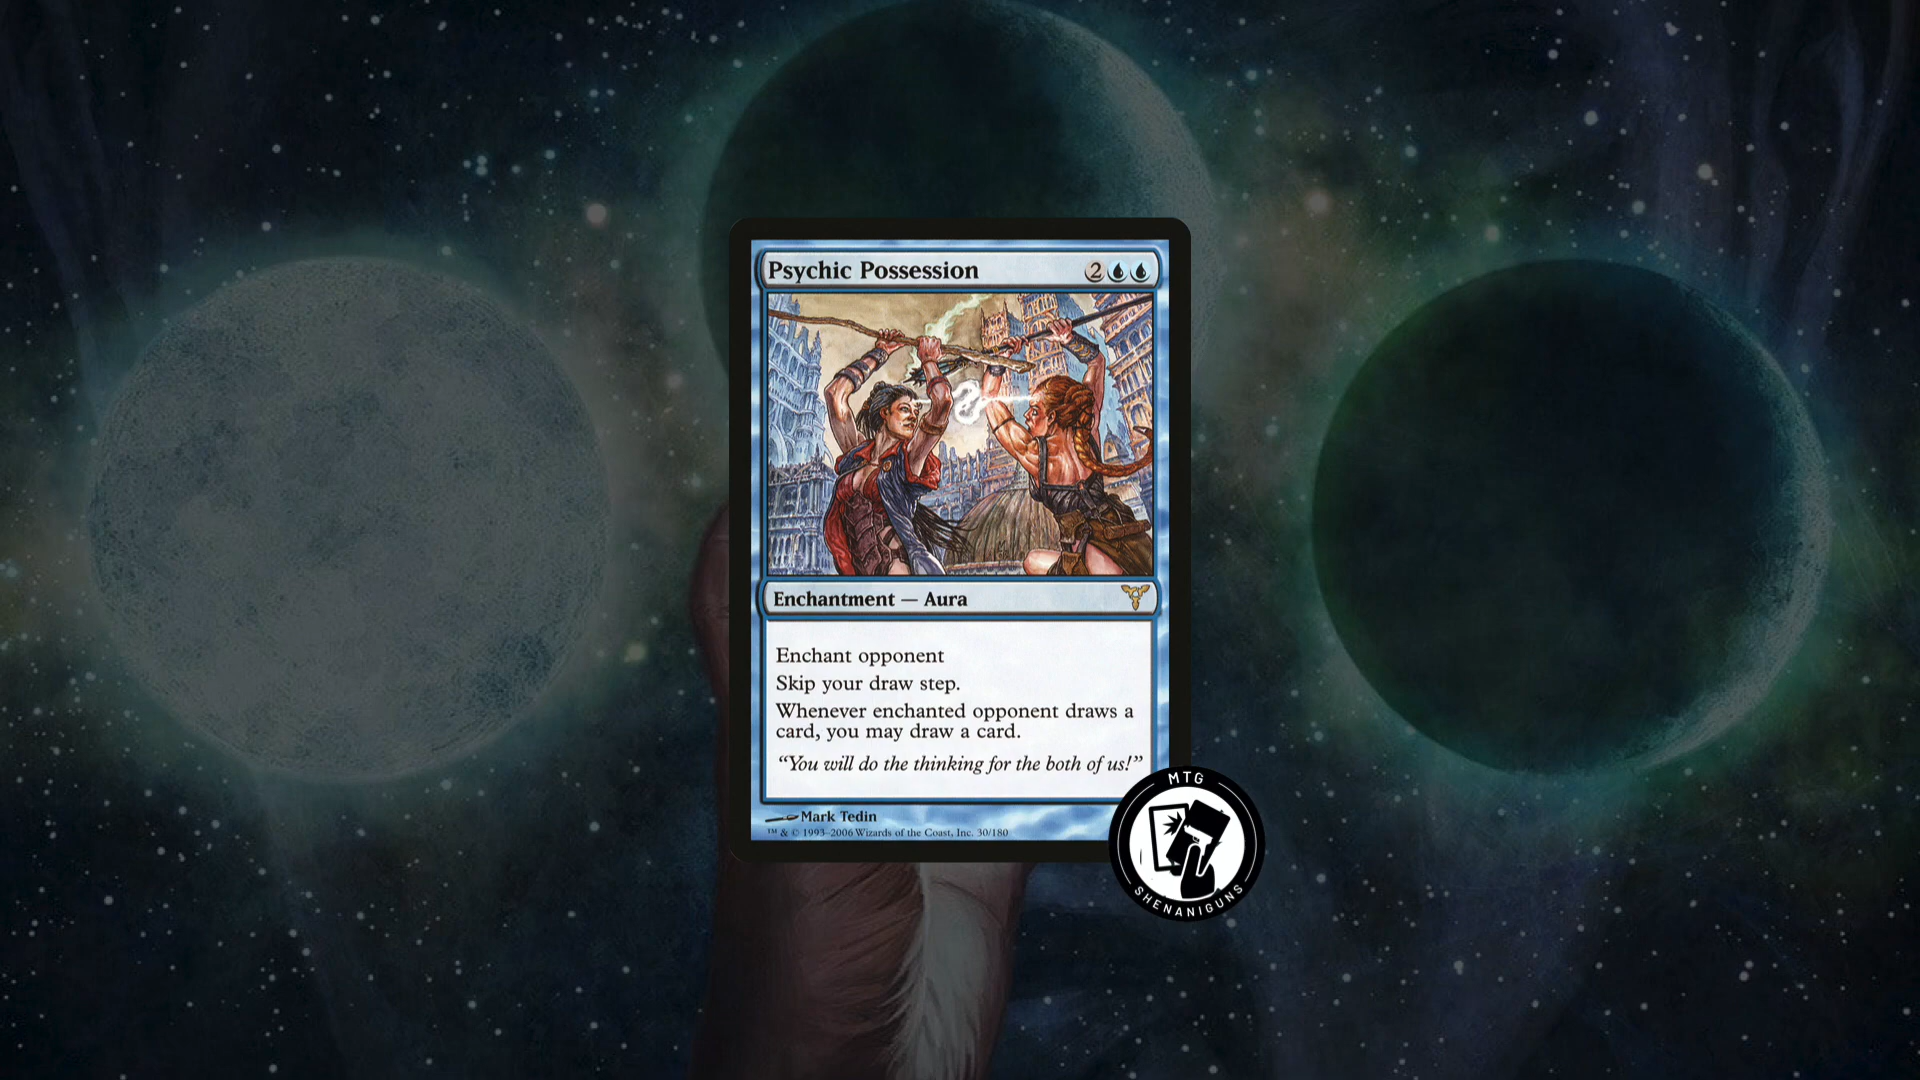 Psychic Possession 2
Enchantment — Aura
Enchant opponent
Skip your draw step.
Whenever enchanted opponent draws a
card, you may draw a card.
“You will do the thinking for the both of us!”
Mark Tedin
™ & © 1993–2006 Wizards of the Coast, Inc. 30/180
MTG
SHENANIGUNS